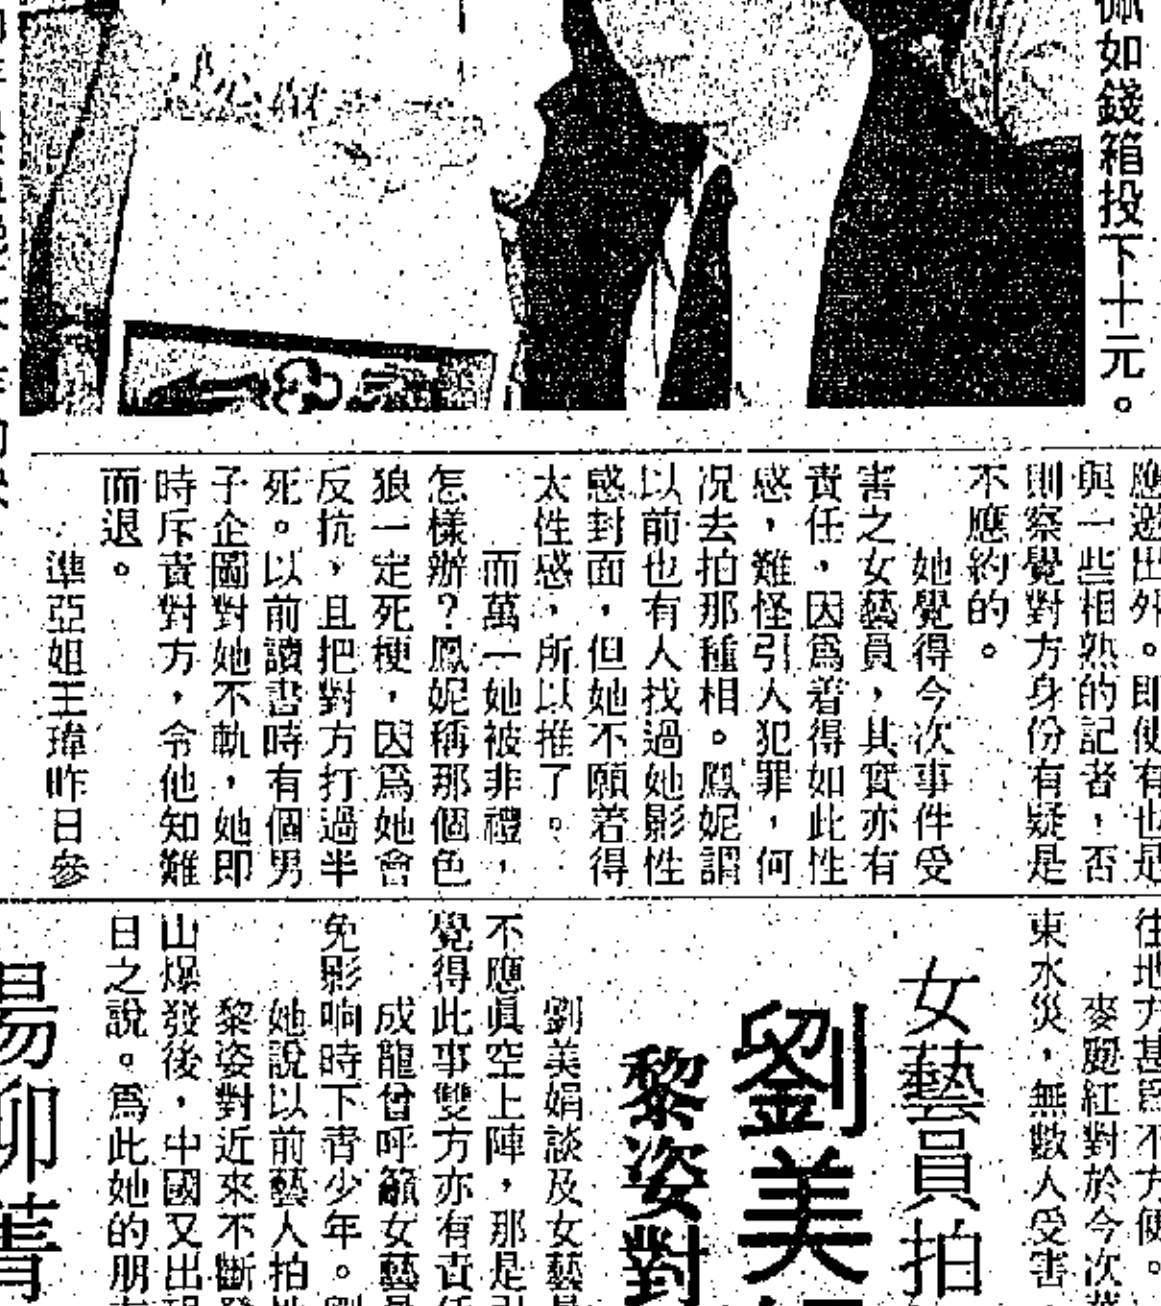 佩如錢箱投下十元。
應邀出外。即使有也是
與一些相熟的記者，否
則察覺對方身份有疑是
不應約的。
她覺得今次事件受
害之女藝員，其實亦有
責任，因爲着得如此性
感，難怪引人犯罪，何
况去拍那種相。鳳妮謂
以前也有人找過她影性
感封面，但她不願着得
太性感，所以推了。
而萬一她被非禮，
怎樣辦？鳳妮稱那個色
狼一定死梗，因爲她會
反抗，且把對方打過半
死。以前讀書時有個男
子企圖對她不軌，她即
時斥責對方，令他知難
而退。
準亞姐王瑋昨日參
往地方甚爲不方便。
麥麗紅對於今次
東水災，無數人受害
女藝員拍
劉美
黎姿對
劉美娟談及女藝員
不應眞空上陣，那是引
覺得此事雙方亦有責任
成龍曾呼籲女藝員
免影响時下青少年。劉
她說以前藝人拍
黎姿對近來不斷發
山爆發後，中國又出現
日之說。爲此她的朋友
楊柳青